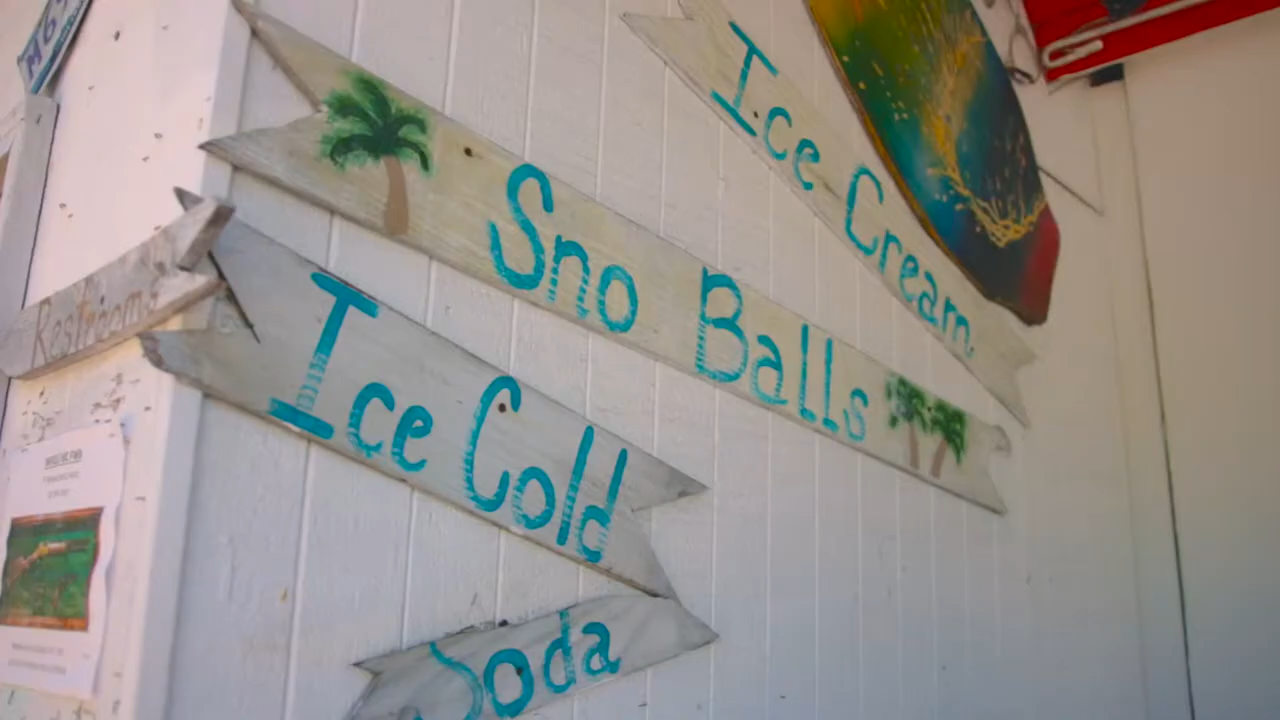 Ice Cream
Sno Balls
Ice Cold
Soda
Restrooms